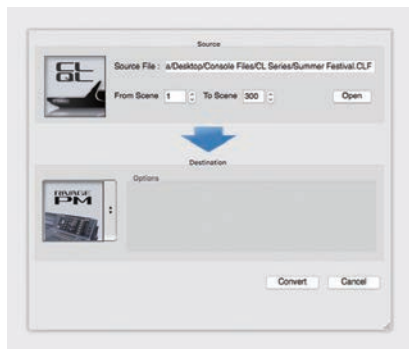 Source
CL
QL
Source File : a/Desktop/Console Files/CL Series/Summer Festival.CLF
From Scene 1 To Scene 300 Open
Destination
Options
RIVAGE
PM
Convert Cancel